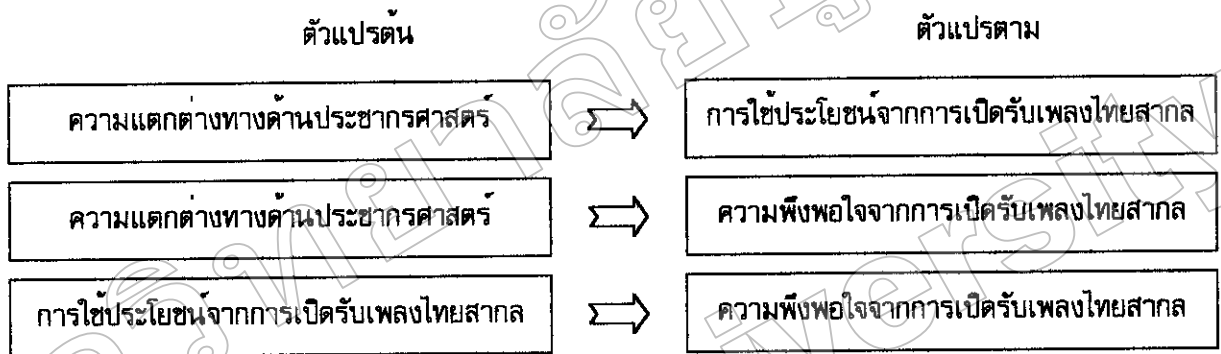 ตัวแปรต้น ตัวแปรตาม
ความแตกต่างทางด้านประชากรศาสตร์ การใช้ประโยชน์จากการเปิดรับเพลงไทยสากล
ความแตกต่างทางด้านประชากรศาสตร์ ความพึงพอใจจากการเปิดรับเพลงไทยสากล
การใช้ประโยชน์จากการเปิดรับเพลงไทยสากล ความพึงพอใจจากการเปิดรับเพลงไทยสากล